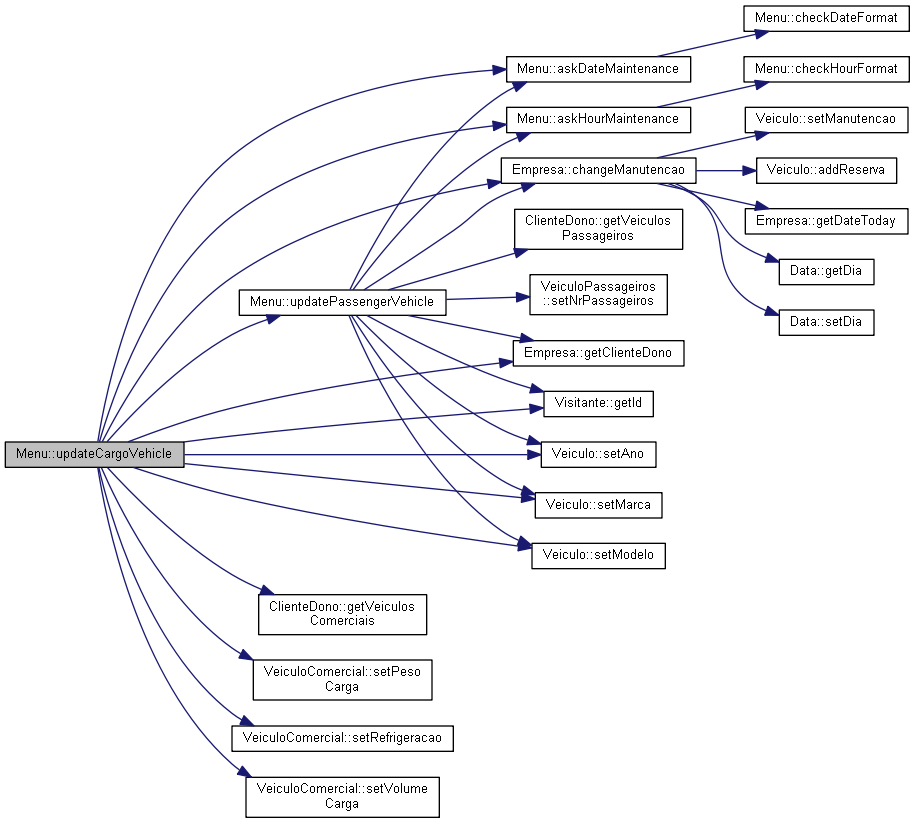 Menu::checkDateFormat
Menu::askDateMaintenance
Menu::checkHourFormat
Menu::askHourMaintenance
Veiculo::setManutencao
Empresa::changeManutencao
Veiculo::addReserva
ClienteDono::getVeiculos
Passageiros
Empresa::getDateToday
Data::getDia
Menu::updatePassengerVehicle
VeiculoPassageiros
::setNrPassageiros
Data::setDia
Empresa::getClienteDono
Visitante::getId
Menu::updateCargoVehicle
Veiculo::setAno
Veiculo::setMarca
Veiculo::setModelo
ClienteDono::getVeiculos
Comerciais
VeiculoComercial::setPeso
Carga
VeiculoComercial::setRefrigeracao
VeiculoComercial::setVolume
Carga